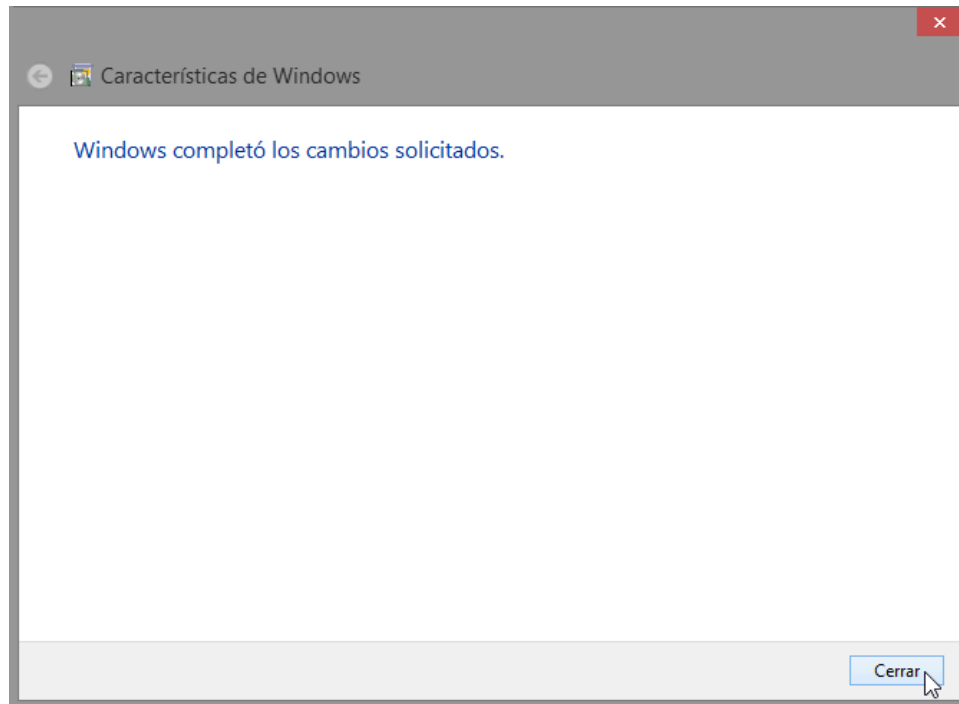 Características de Windows
Windows completó los cambios solicitados.
Cerrar